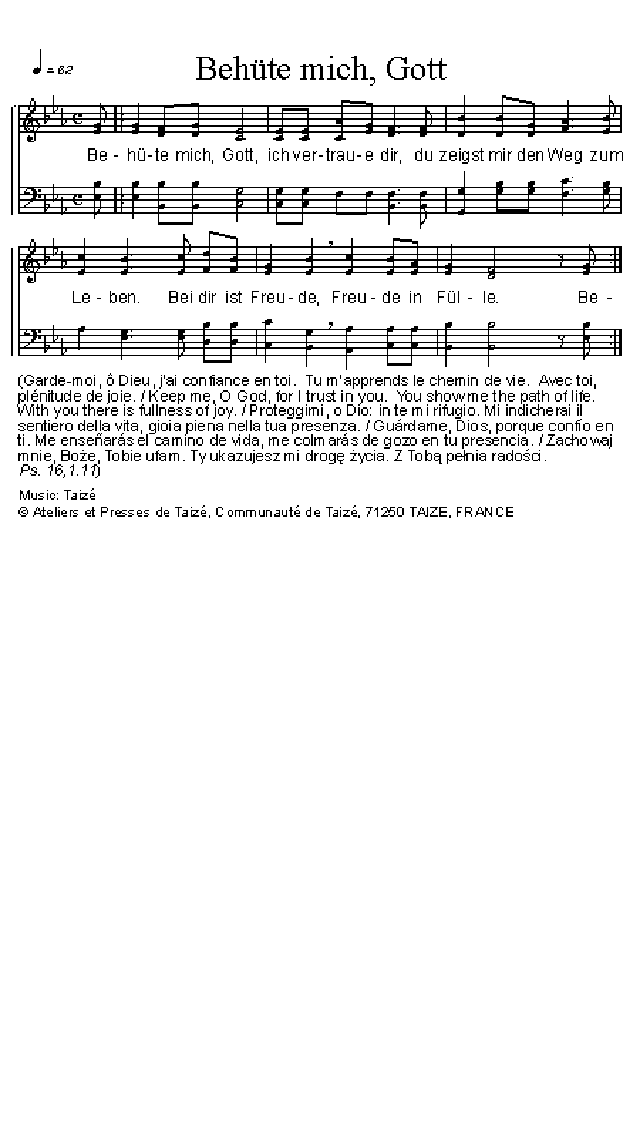 ♩ = 62
Behüte mich, Gott
Be - hü - te mich, Gott, ich ver - trau - e dir, du zeigst mir den Weg zum
Le - ben. Bei dir ist Freu - de, Freu - de in Fül - le. Be -
(Garde-moi, ô Dieu, j'ai confiance en toi. Tu m'apprends le chemin de vie. Avec toi,
plénitude de joie. / Keep me, O God, for I trust in you. You show me the path of life.
With you there is fullness of joy. / Proteggimi, o Dio: in te mi rifugio. Mi indicherai il
sentiero della vita, gioia piena nella tua presenza. / Guárdame, Dios, porque confío en
ti. Me enseñarás el camino de vida, me colmarás de gozo en tu presencia. / Zachowaj
mnie, Boże, Tobie ufam. Ty ukazujesz mi drogę życia. Z Tobą pełnia radości.
Ps. 16,1.11)
Music: Taizé
© Ateliers et Presses de Taizé, Communauté de Taizé, 71250 TAIZE, FRANCE